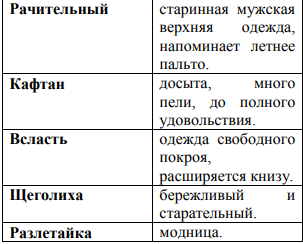 Рачительный старинная мужская
верхняя одежда,
напоминает летнее
пальто.
Кафтан досыта, много
пели, до полного
удовольствия.
Всласть одежда свободного
покроя,
расширяется книзу.
Щеголиха бережливый и
старательный.
Разлетайка модница.